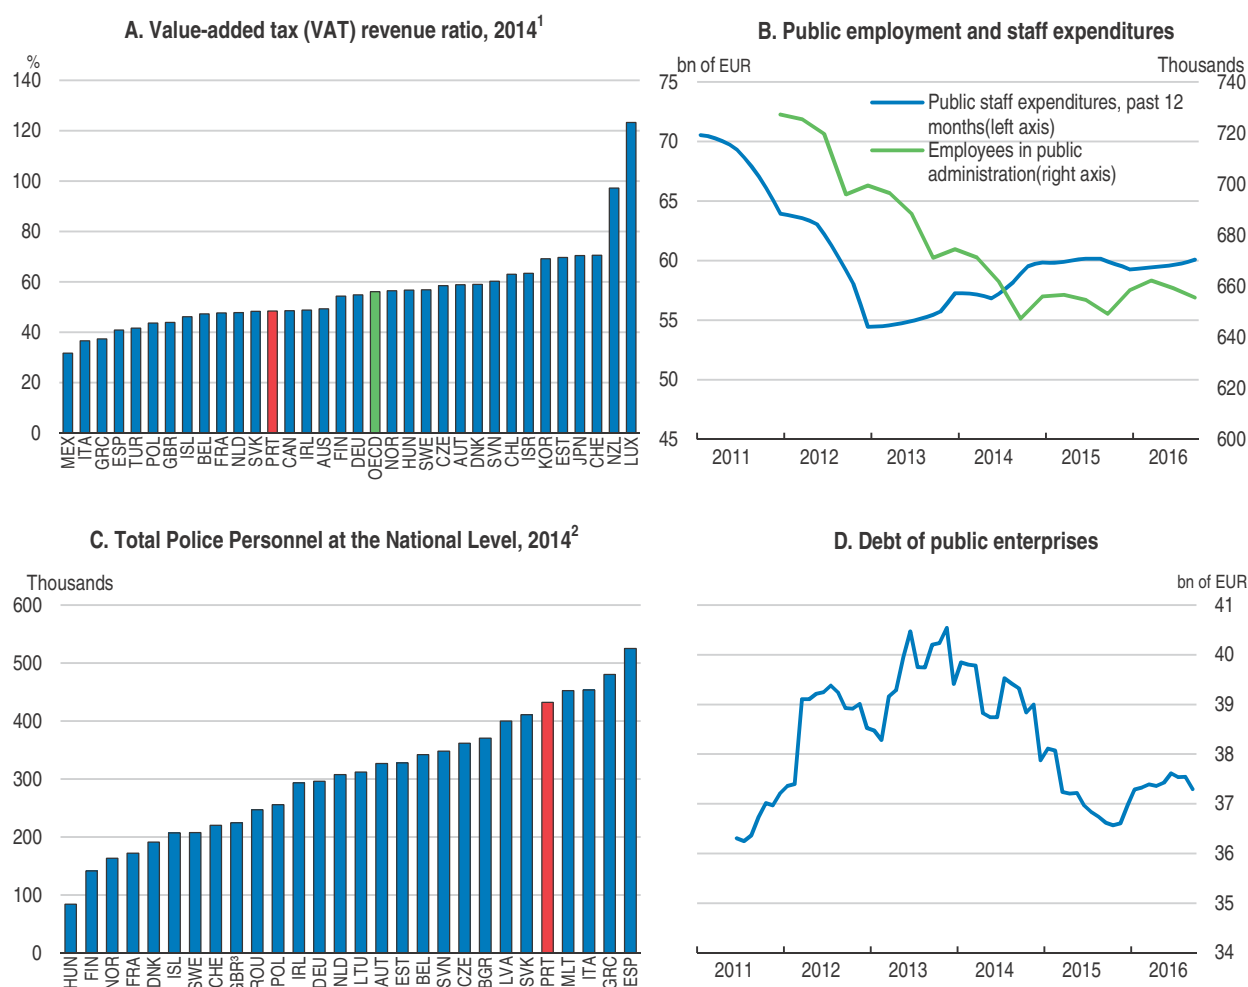 A. Value-added tax (VAT) revenue ratio, 2014¹
%
140
120
100
80
60
40
20
0
MEX ITA GRC ESP TUR POL GBR ISL BEL FRA NLD SVK PRT CAN IRL AUS FIN DEU OECD NOR HUN SWE CZE AUT DNK SVN CHL ISR KOR EST JPN CHE NZL LUX
B. Public employment and staff expenditures
bn of EUR
Thousands
75 740
Public staff expenditures, past 12
months(left axis)
Employees in public
administration(right axis)
70
65
60
55
50
45
720
700
680
660
640
620
600
2011 2012 2013 2014 2015 2016
C. Total Police Personnel at the National Level, 2014²
Thousands
600
500
400
300
200
100
0
HUN FIN NOR FRA DNK ISL SWE CHE GBR³ ROU POL IRL DEU NLD LTU AUT EST BEL SVN CZE BGR LVA SVK PRT MLT ITA GRC ESP
D. Debt of public enterprises
bn of EUR
41
40
39
38
37
36
35
34
2011 2012 2013 2014 2015 2016